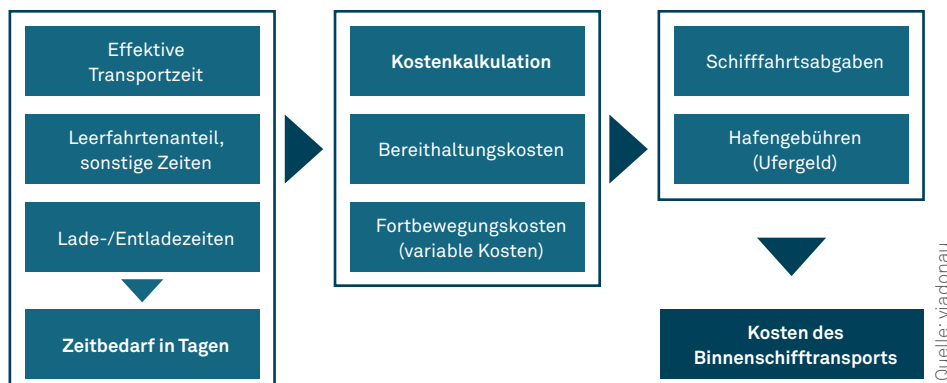 Effektive
Transportzeit
Leerfahrtenanteil,
sonstige Zeiten
Lade-/Entladezeiten
Zeitbedarf in Tagen
Kostenkalkulation
Bereithaltungskosten
Fortbewegungskosten
(variable Kosten)
Schifffahrtsabgaben
Hafengebühren
(Ufergeld)
Kosten des
Binnenschifftransports
Quelle: viadonau